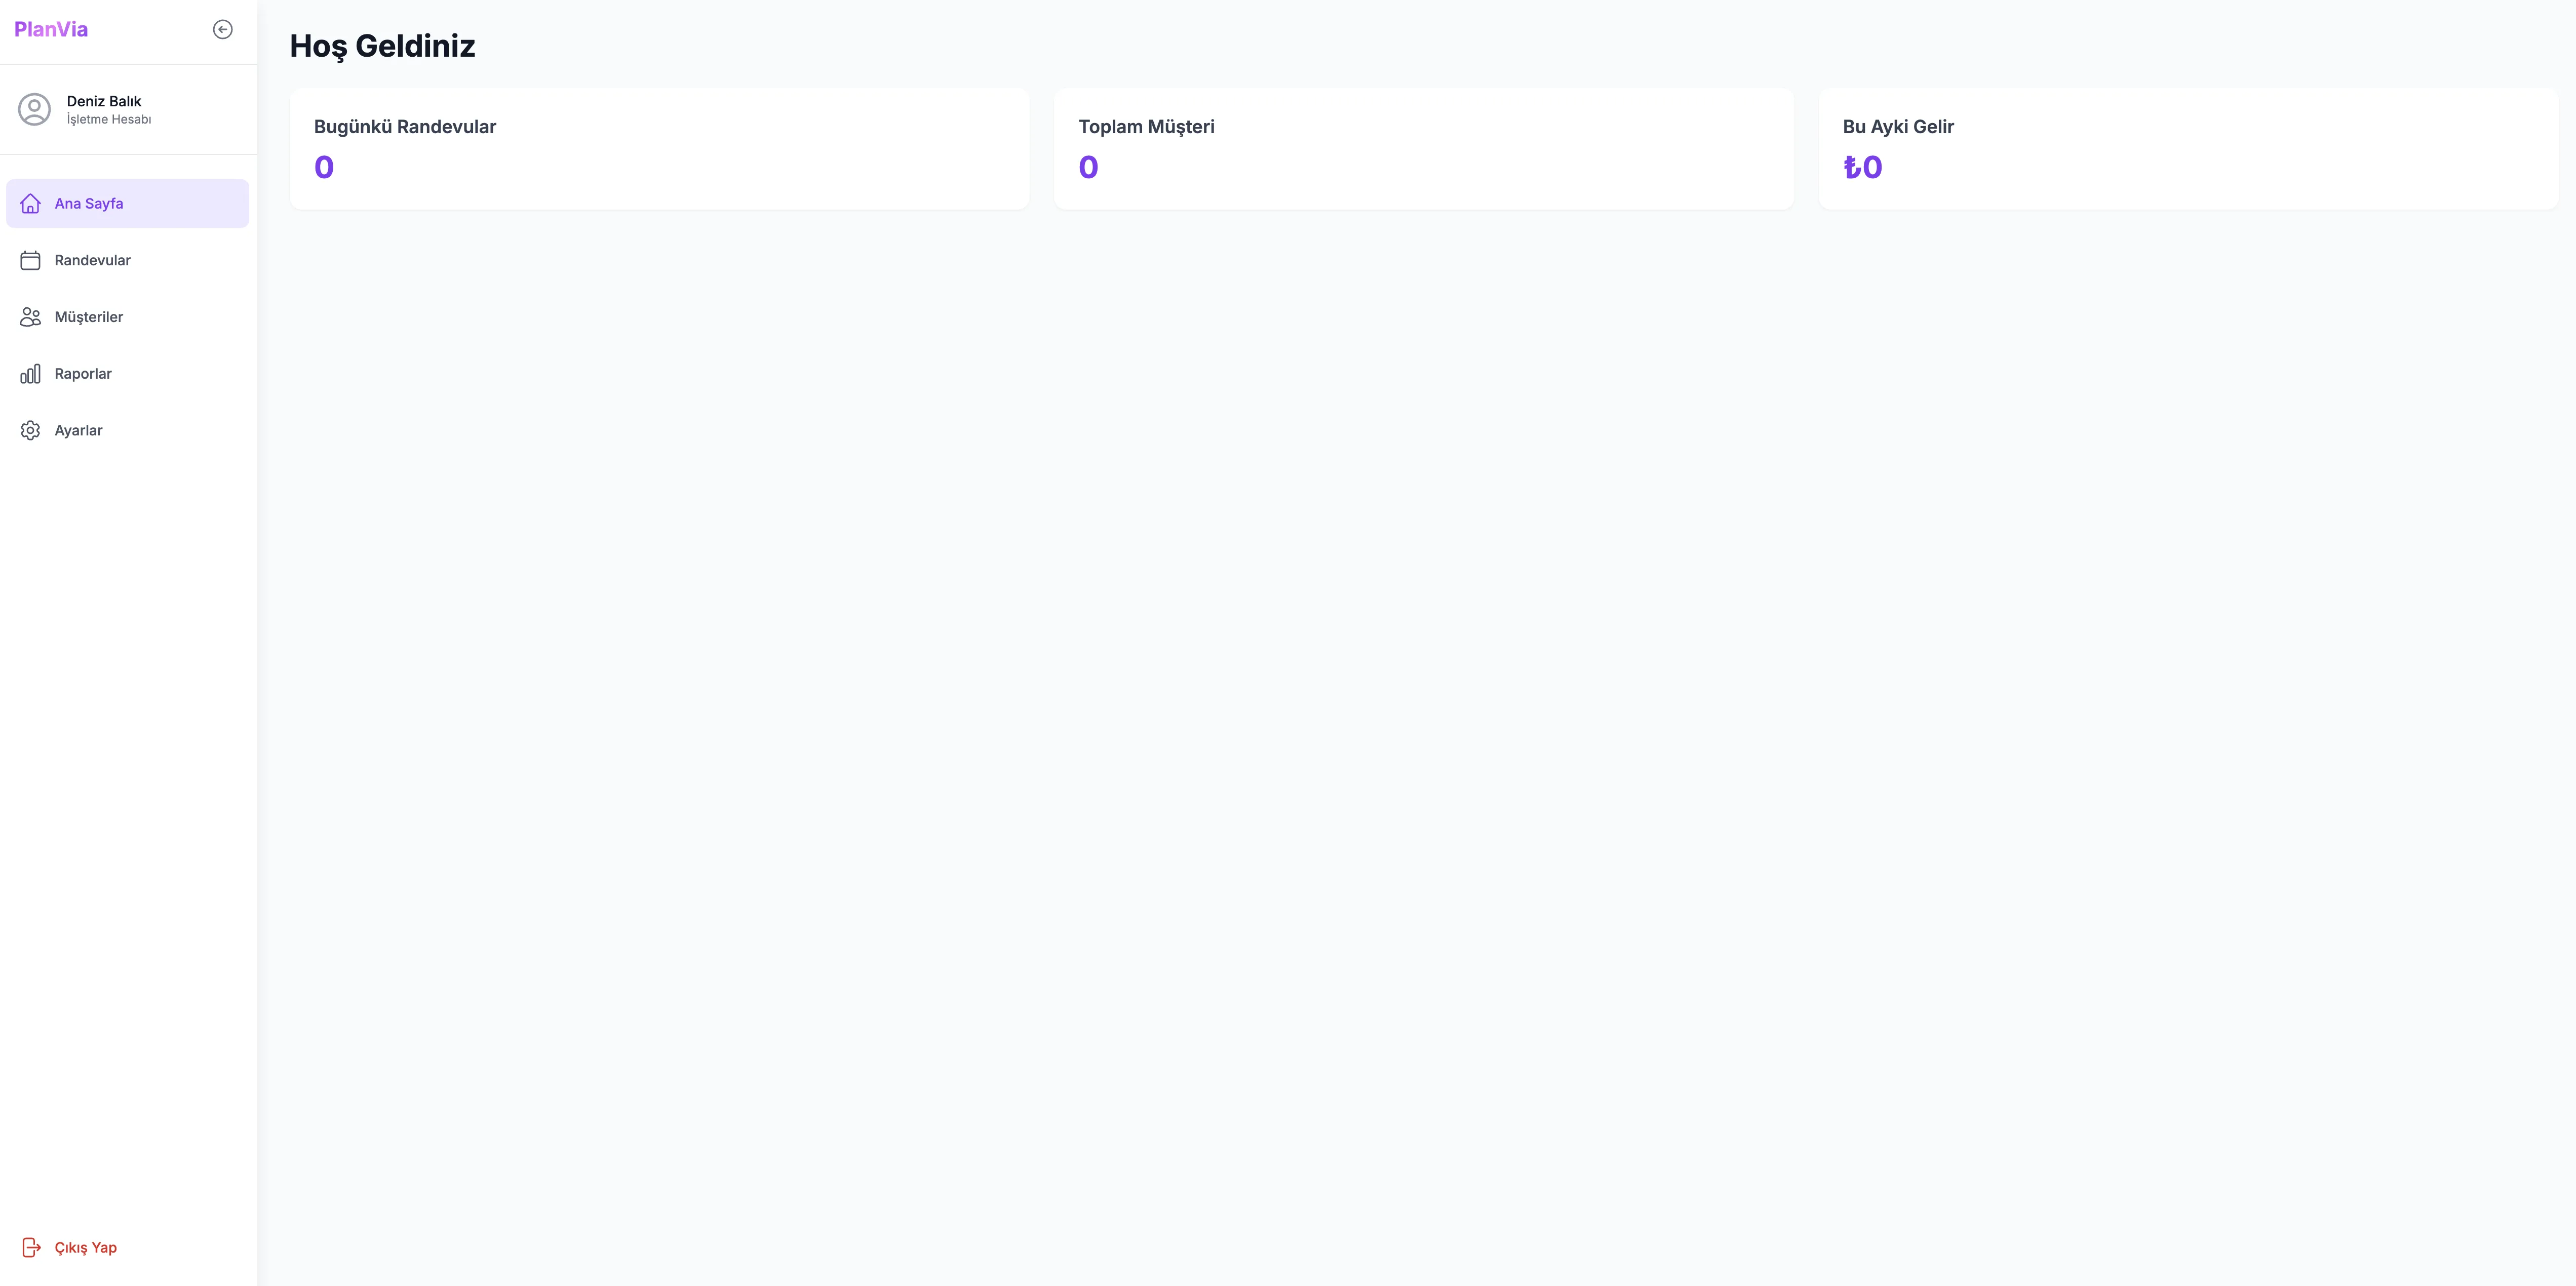 PlanVia
Deniz Balık
İşletme Hesabı
Ana Sayfa
Randevular
Müşteriler
Raporlar
Ayarlar
Çıkış Yap
Hoş Geldiniz
Bugünkü Randevular
0
Toplam Müşteri
0
Bu Ayki Gelir
₺0